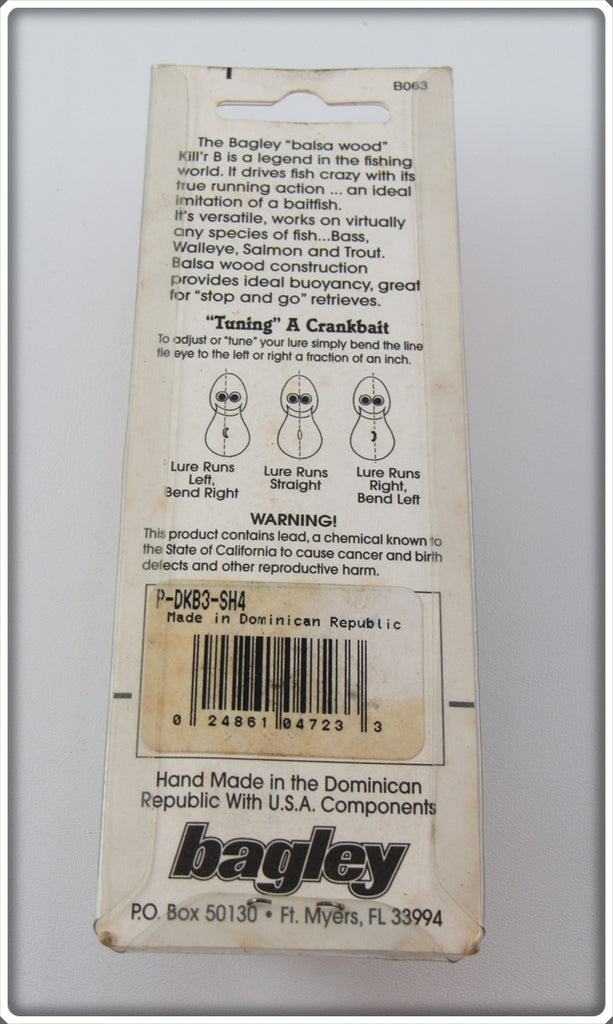 B063
The Bagley "balsa wood"
Kill'r B is a legend in the fishing
world. It drives fish crazy with its
true running action ... an ideal
imitation of a baitfish.
It's versatile, works on virtually
any species of fish...Bass,
Walleye, Salmon and Trout.
Balsa wood construction
provides ideal buoyancy, great
for "stop and go" retrieves.
"Tuning" A Crankbait
To adjust or "tune" your lure simply bend the line
tie eye to the left or right a fraction of an inch.
Lure Runs
Left,
Bend Right
Lure Runs
Straight
Lure Runs
Right,
Bend Left
WARNING!
This product contains lead, a chemical known to
the State of California to cause cancer and birth
defects and other reproductive harm.
P-DKB3-SH4
Made in Dominican Republic
0 24861 04723 3
Hand Made in the Dominican
Republic With U.S.A. Components
bagley
P.O. Box 50130 • Ft. Myers, FL 33994